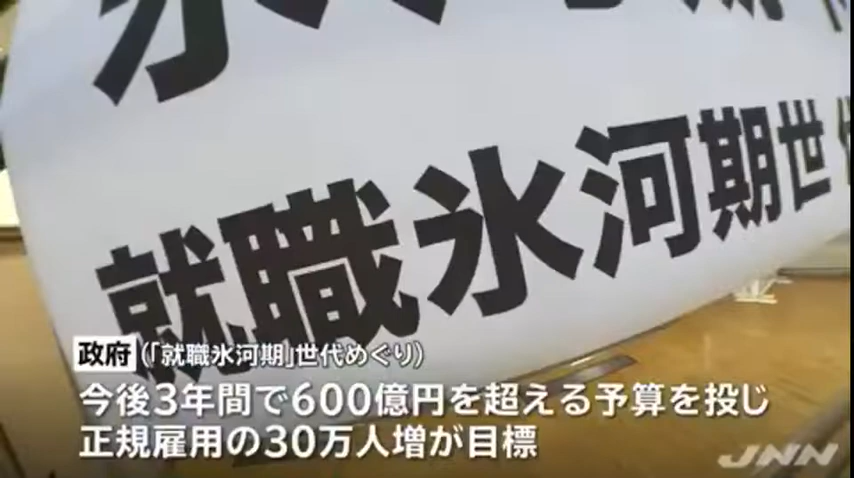 就職氷河期世
政府(「就職氷河期」世代めぐり)
今後3年間で600億円を超える予算を投じ
正規雇用の30万人増が目標
JNN